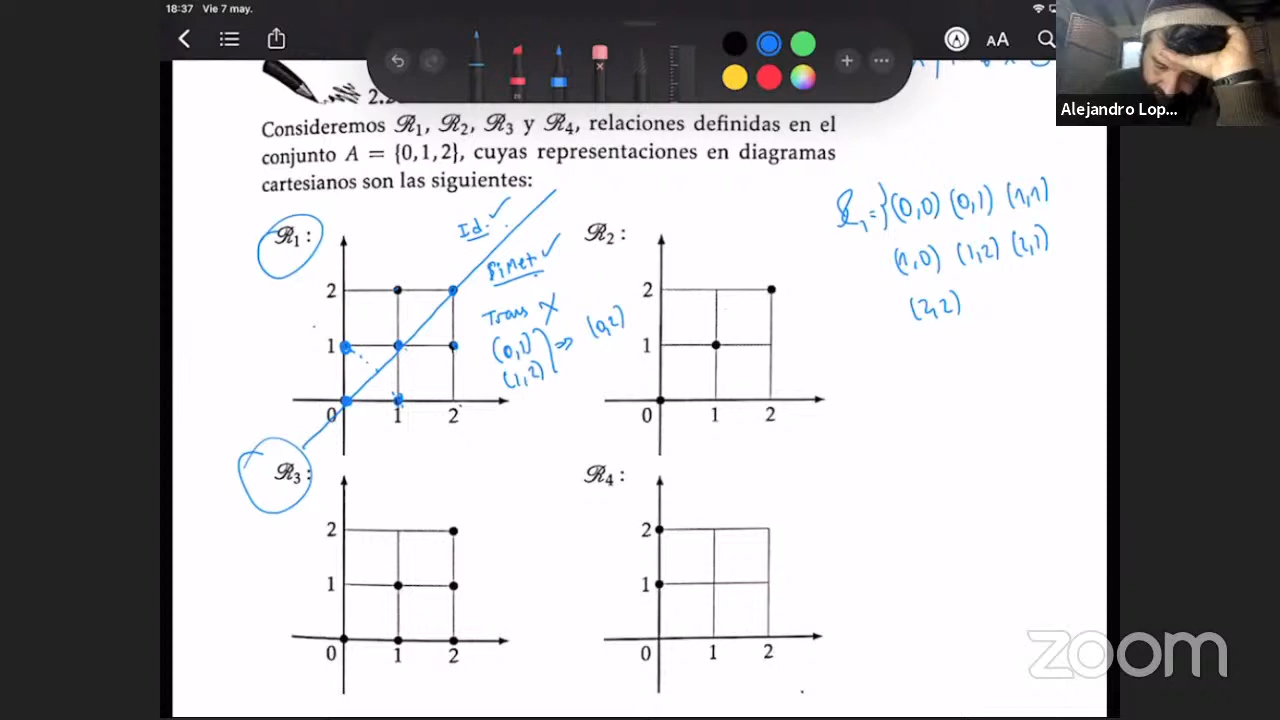 18:37 Vie 7 may.
AA
Alejandro Lop...
Consideremos ℛ₁, ℛ₂, ℛ₃ y ℛ₄, relaciones definidas en el
conjunto A = {0,1,2}, cuyas representaciones en diagramas
cartesianos son las siguientes:
ℛ₁ = {(0,0) (0,1) (1,1)
(1,0) (1,2) (2,1)
(2,2)
ℛ₁:
Id. ✓
Simet ✓
Trans X
(0,1)
(1,2)
⇒ (0,2)
2
1
0 1 2
ℛ₂:
2
1
0 1 2
ℛ₃:
2
1
0 1 2
ℛ₄:
2
1
0 1 2
zoom